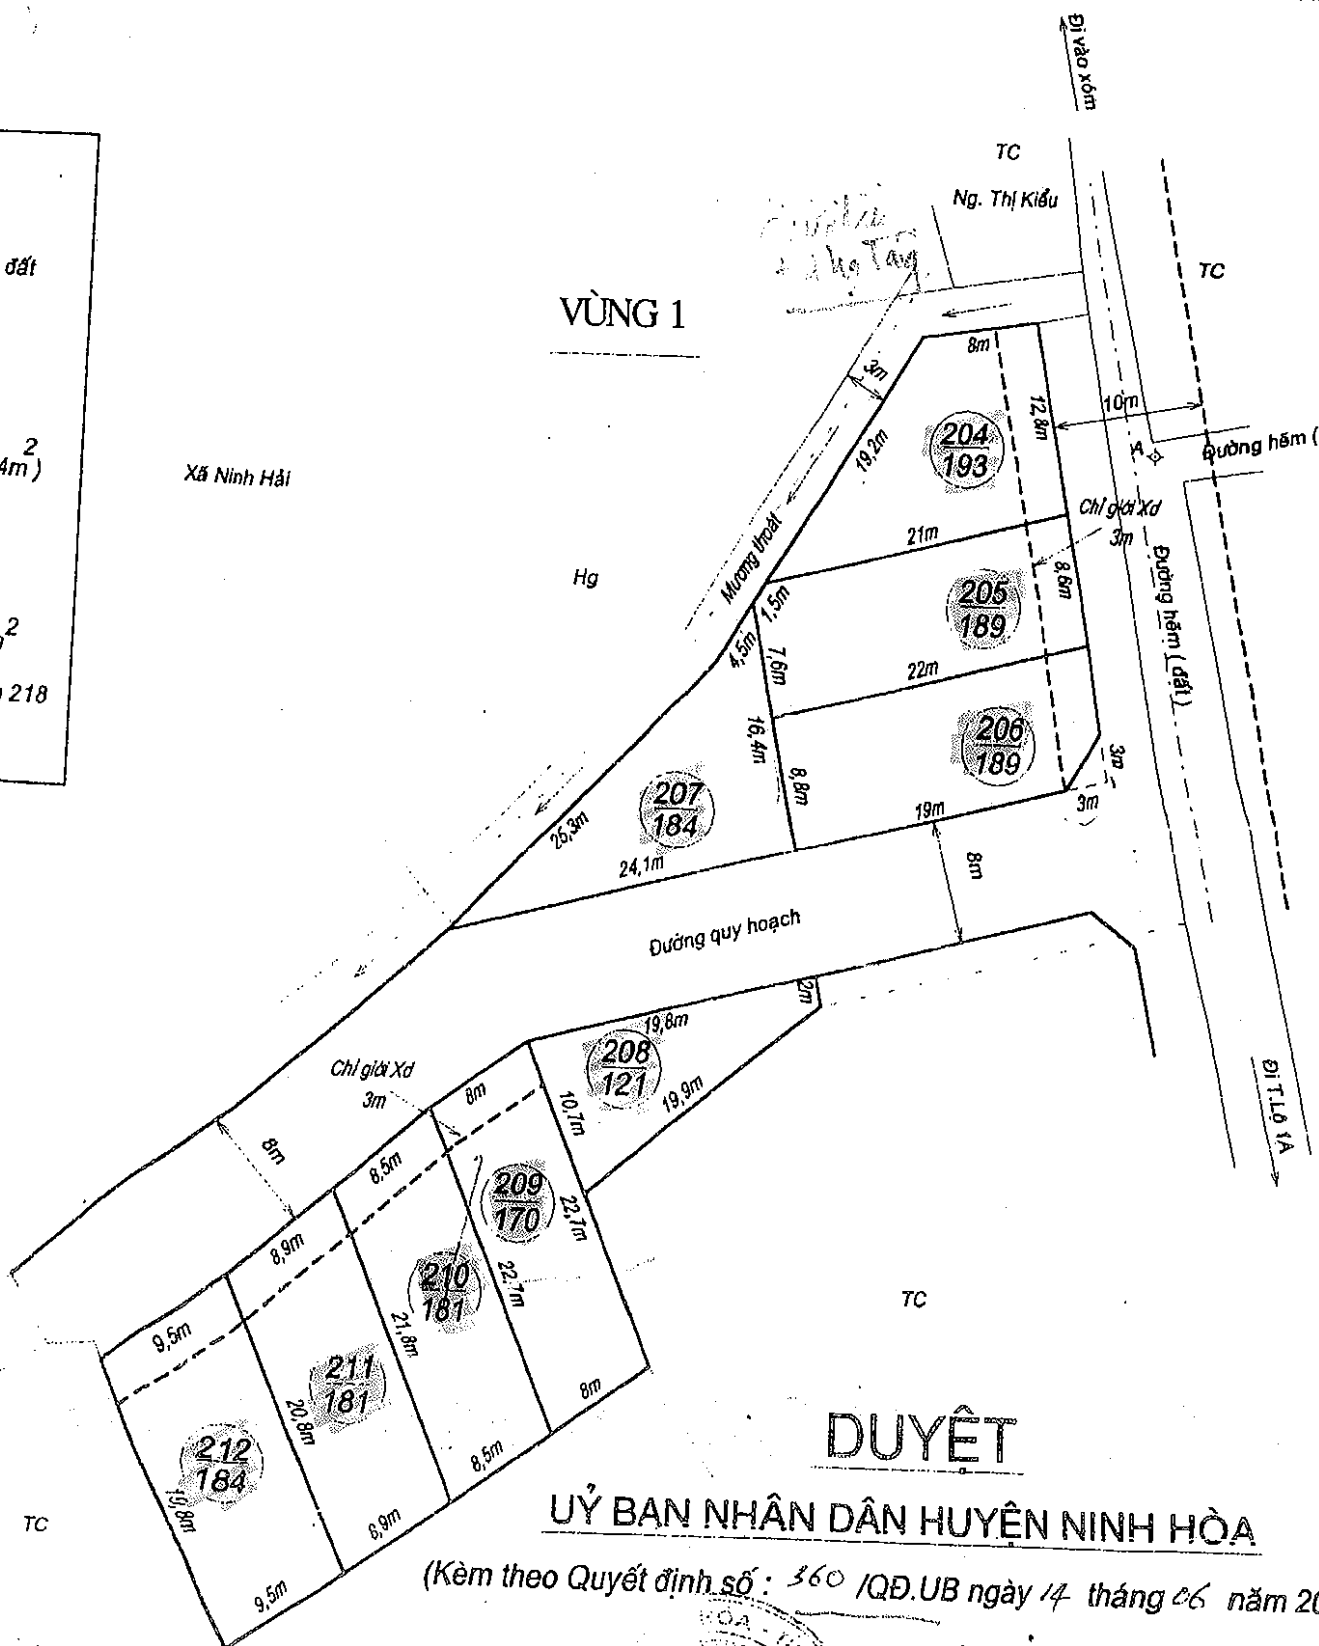 Đi vào xóm
TC
Ng. Thị Kiểu
đất
TC
VÙNG 1
8m
3m
12,8m
10m
204
193
A
Đường hẻm (
4m²)
Xã Ninh Hải
19,2m
Chỉ giới Xd
3m
21m
Mương thoát
Hg
8,6m
Đường hẻm ( đất )
205
189
1,5m
4,5m
7,6m
22m
2
218
16,4m
206
189
8,8m
3m
3m
207
184
19m
8m
24,1m
Đường quy hoạch
2m
19,8m
208
121
Chỉ giới Xd
3m
8m
10,7m
19,9m
Đi T.Lộ 1A
8m
8,5m
209
170
22,7m
8,9m
210
181
22,7m
21,8m
TC
9,5m
211
181
20,8m
8m
212
184
8,5m
DUYỆT
TC
9,5m
UỶ BAN NHÂN DÂN HUYỆN NINH HÒA
(Kèm theo Quyết định số : 360 /QĐ.UB ngày 14 tháng 06 năm 20